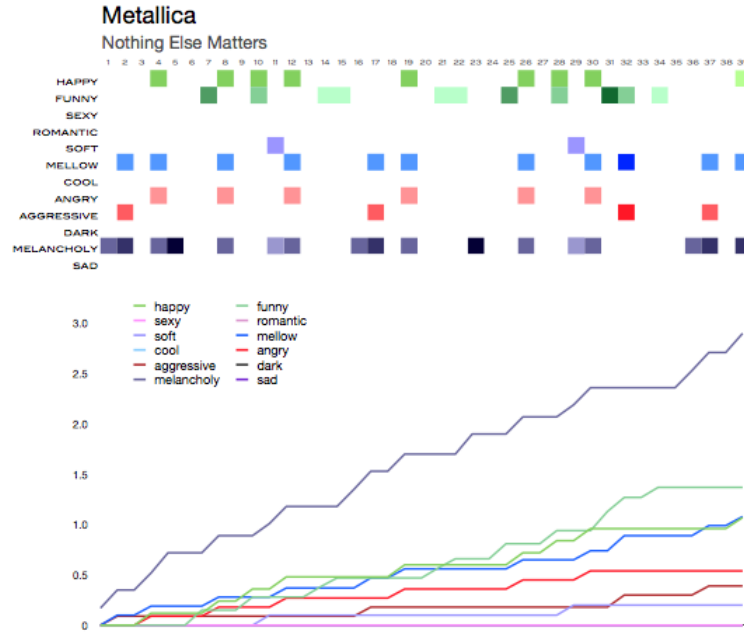 Metallica
Nothing Else Matters
1 2 3 4 5 6 7 8 9 10 11 12 13 14 15 16 17 18 19 20 21 22 23 24 25 26 27 28 29 30 31 32 33 34 35 36 37 38
HAPPY
FUNNY
SEXY
ROMANTIC
SOFT
MELLOW
COOL
ANGRY
AGGRESSIVE
DARK
MELANCHOLY
SAD
happy funny
sexy romantic
soft mellow
cool angry
aggressive dark
melancholy sad
3.0
2.5
2.0
1.5
1.0
0.5
0